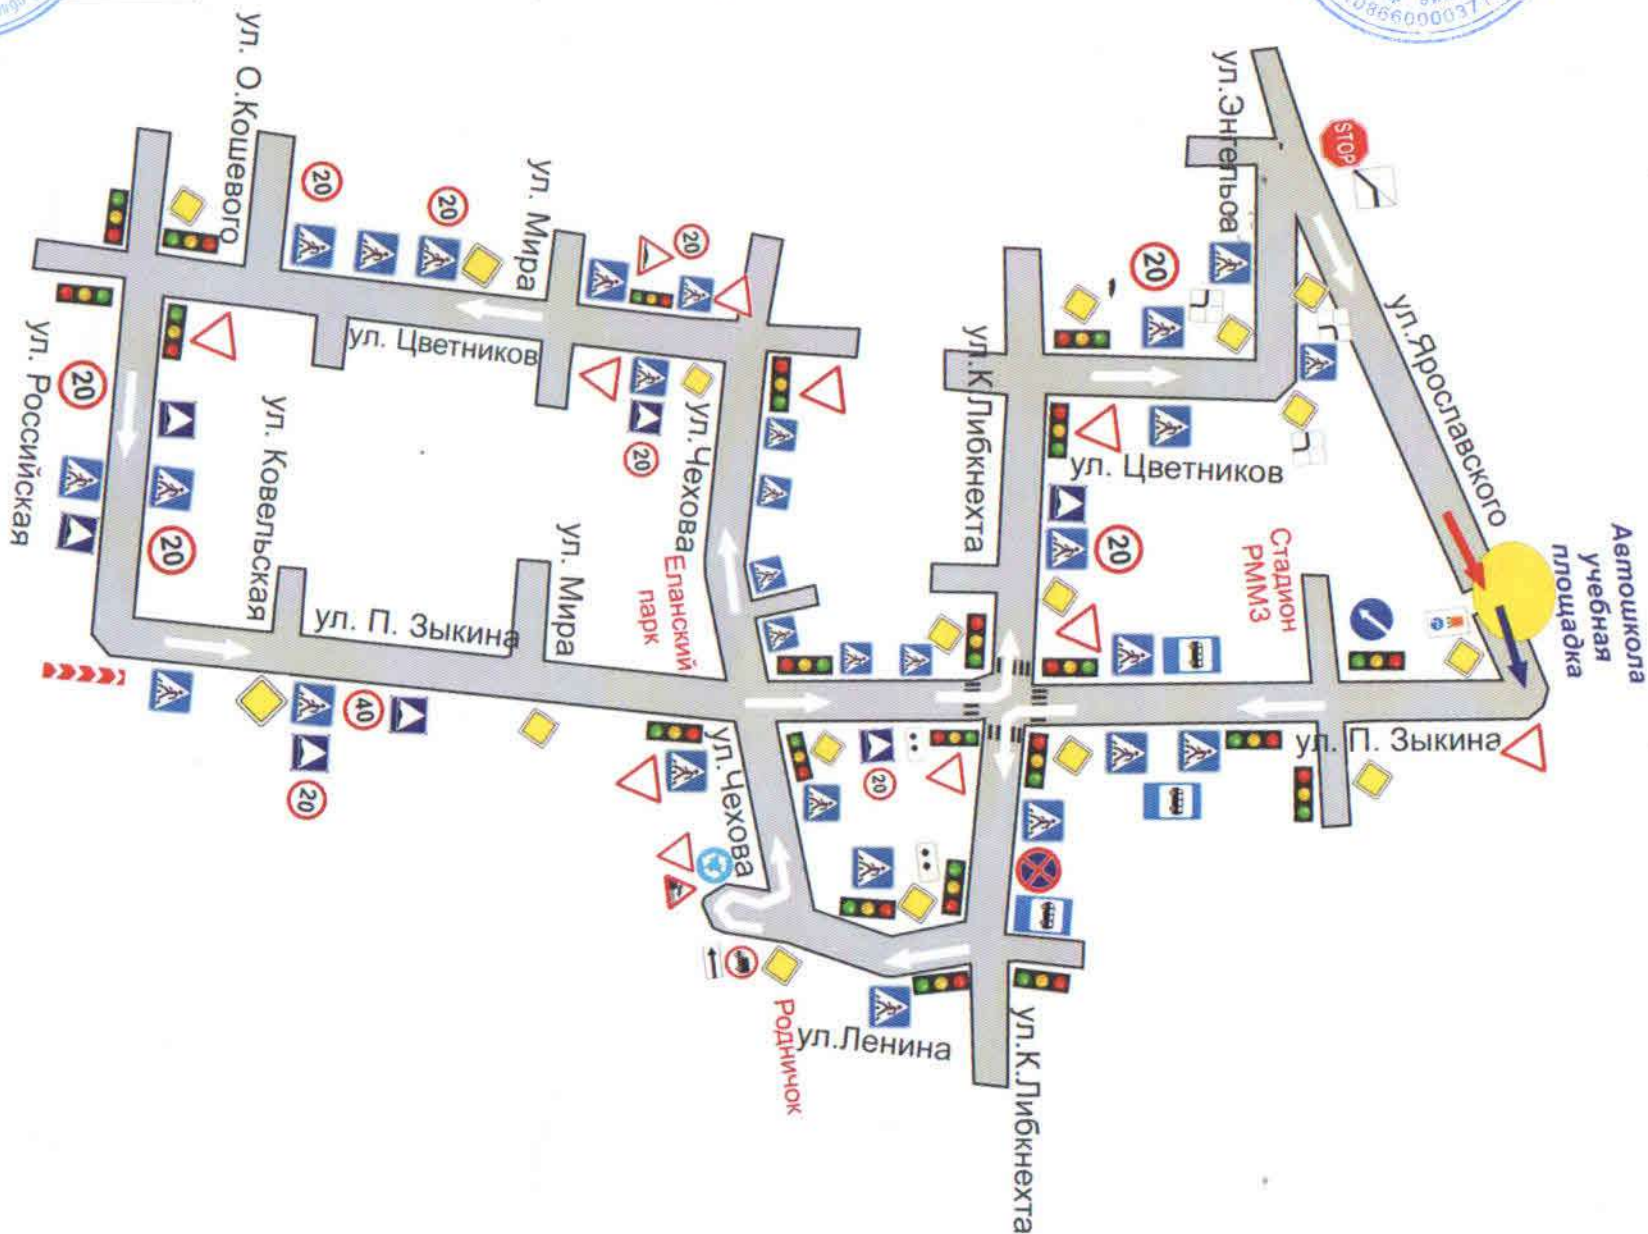 ул. О.Кошевого
ул. Мира
ул. Цветников
ул. Российская
ул. Ковельская
ул. П. Зыкина
ул. Мира
ул.Чехова
Еланский
парк
ул.Чехова
Родничок
ул.Ленина
ул.К.Либкнехта
ул.К.Либкнехта
ул. Цветников
ул.Энгельса
STOP
ул.Ярославского
Стадион
РММЗ
Автошкола
учебная
площадка
ул. П. Зыкина
20
20
20
20
20
20
20
40
20
20
20
20